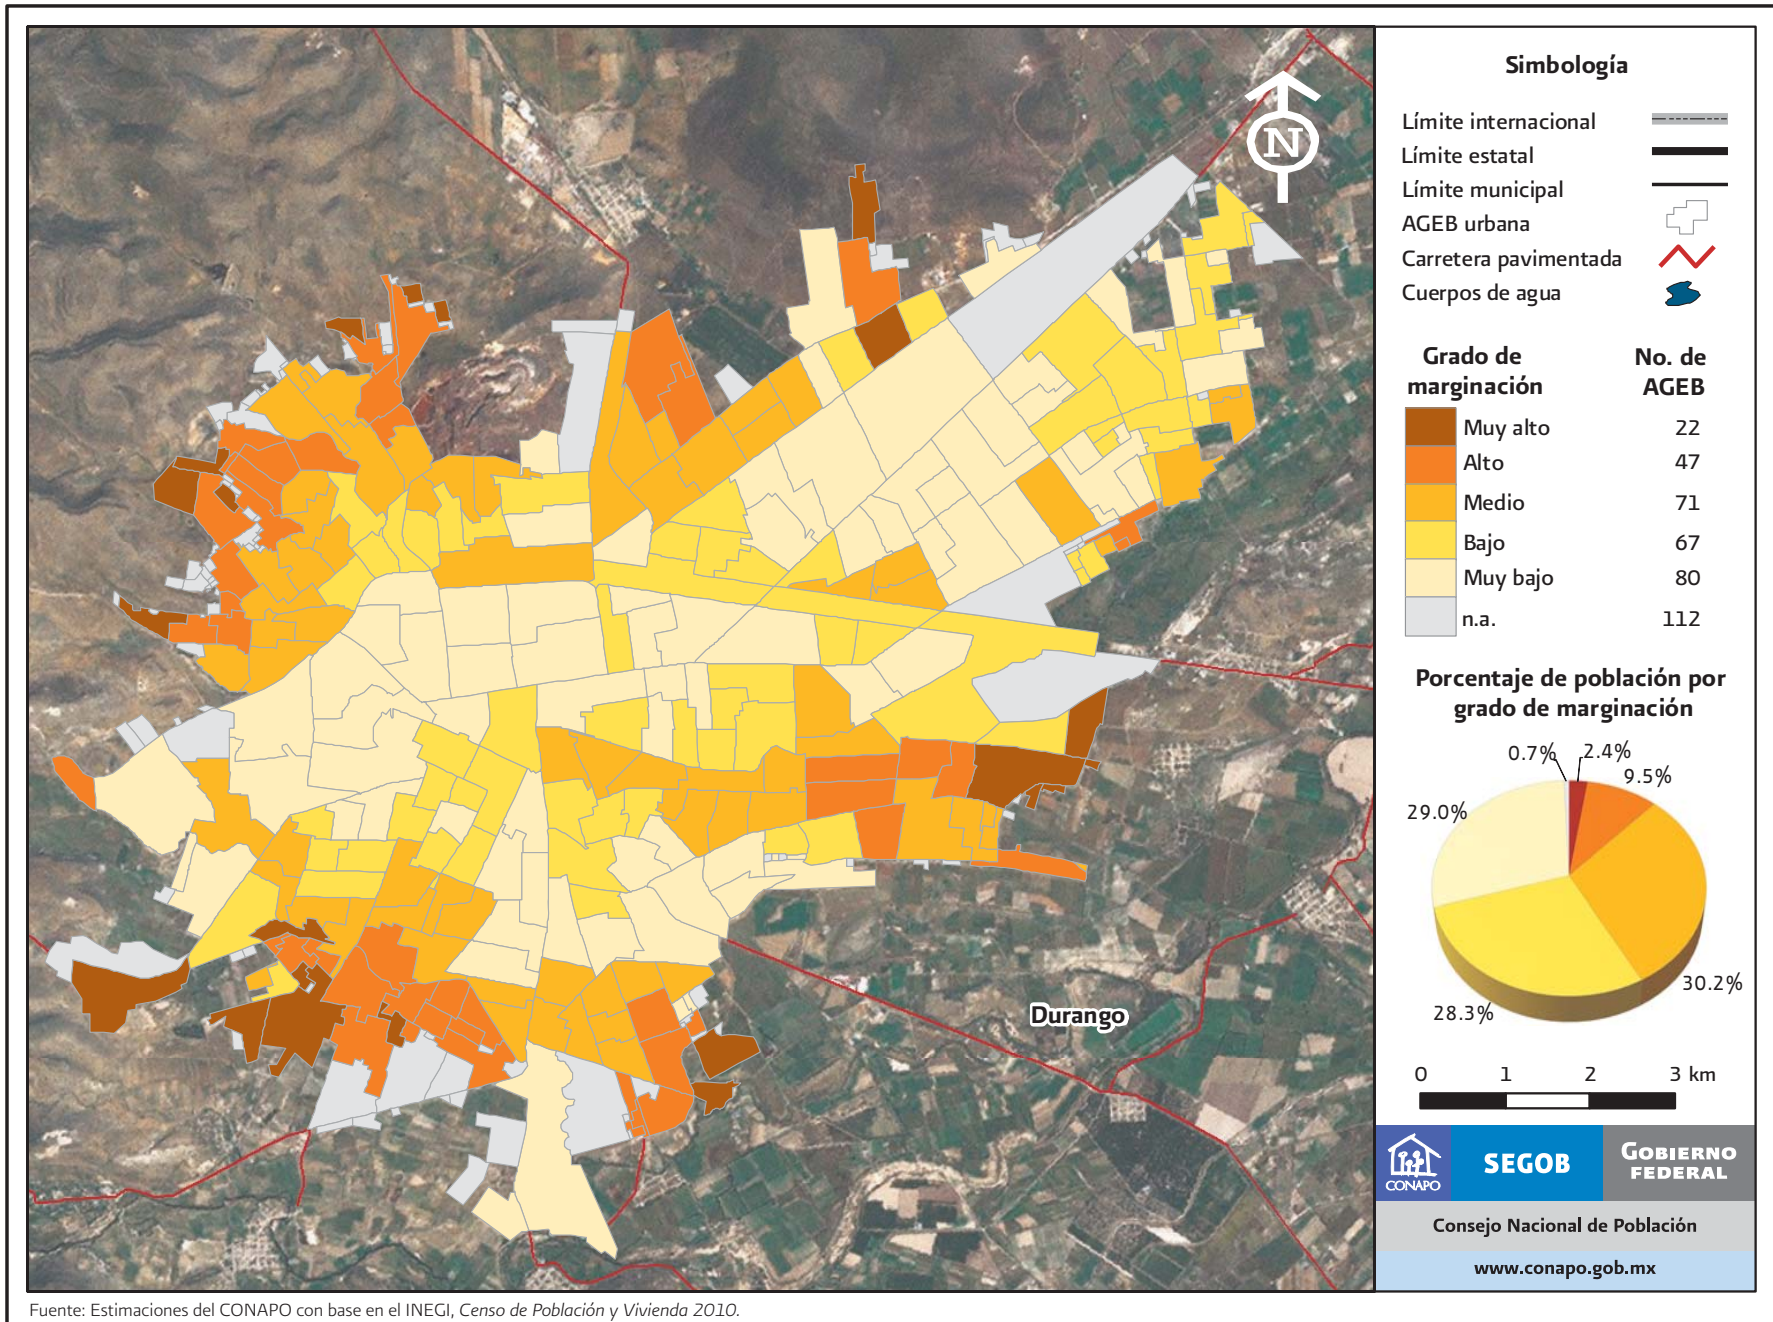 N
Durango
Simbología
Límite internacional
Límite estatal
Límite municipal
AGEB urbana
Carretera pavimentada
Cuerpos de agua
Grado de marginación No. de AGEB
Muy alto 22
Alto 47
Medio 71
Bajo 67
Muy bajo 80
n.a. 112
Porcentaje de población por
grado de marginación
0.7%
2.4%
9.5%
29.0%
30.2%
28.3%
0 1 2 3 km
CONAPO
SEGOB
GOBIERNO
FEDERAL
Consejo Nacional de Población
www.conapo.gob.mx
Fuente: Estimaciones del CONAPO con base en el INEGI, Censo de Población y Vivienda 2010.